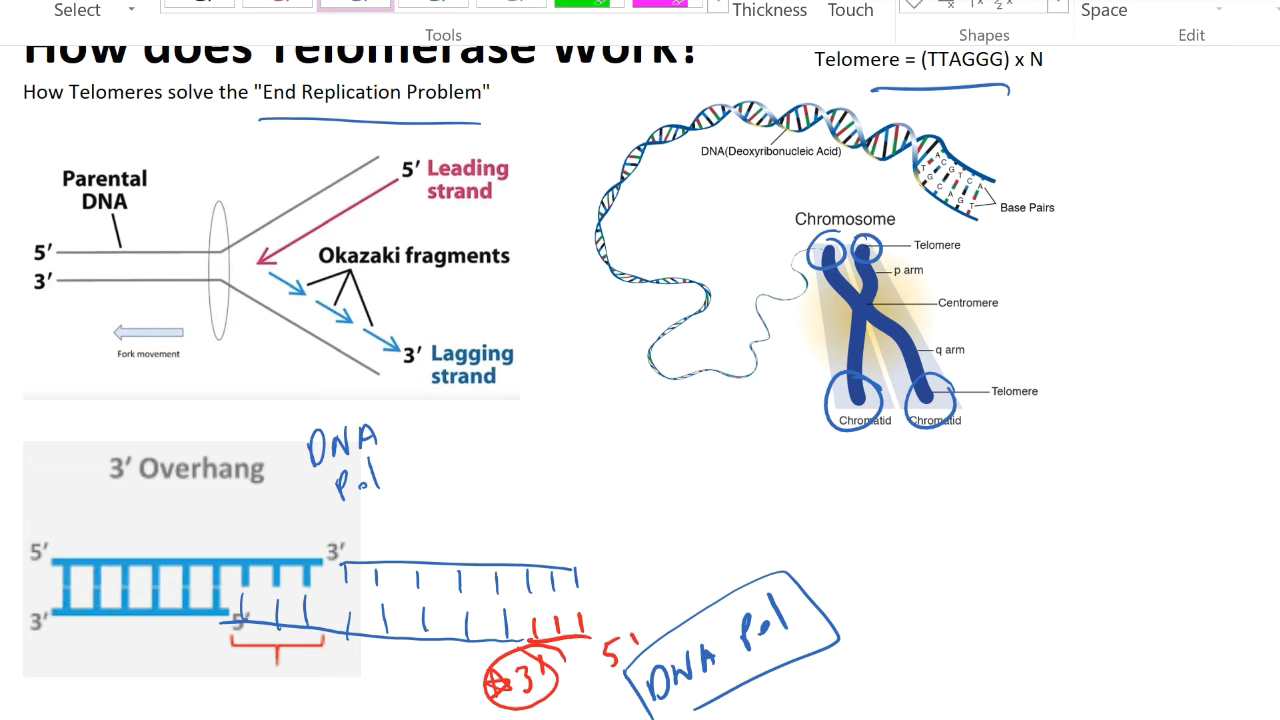 Select
Tools
Thickness
Touch
Shapes
Space
Edit
How does Telomerase Work?
How Telomeres solve the "End Replication Problem"
Telomere = (TTAGGG) x N
Parental
DNA
5′
3′
5′ Leading
strand
Okazaki fragments
3′ Lagging
strand
Fork movement
DNA(Deoxyribonucleic Acid)
A
C
G
T
C
A
T
G
C
A
G
T
Base Pairs
Chromosome
Telomere
p arm
Centromere
q arm
Telomere
Chromatid
Chromatid
DNA
Pol
3′ Overhang
5′
3′
3′
5′
3'
5'
DNA Pol